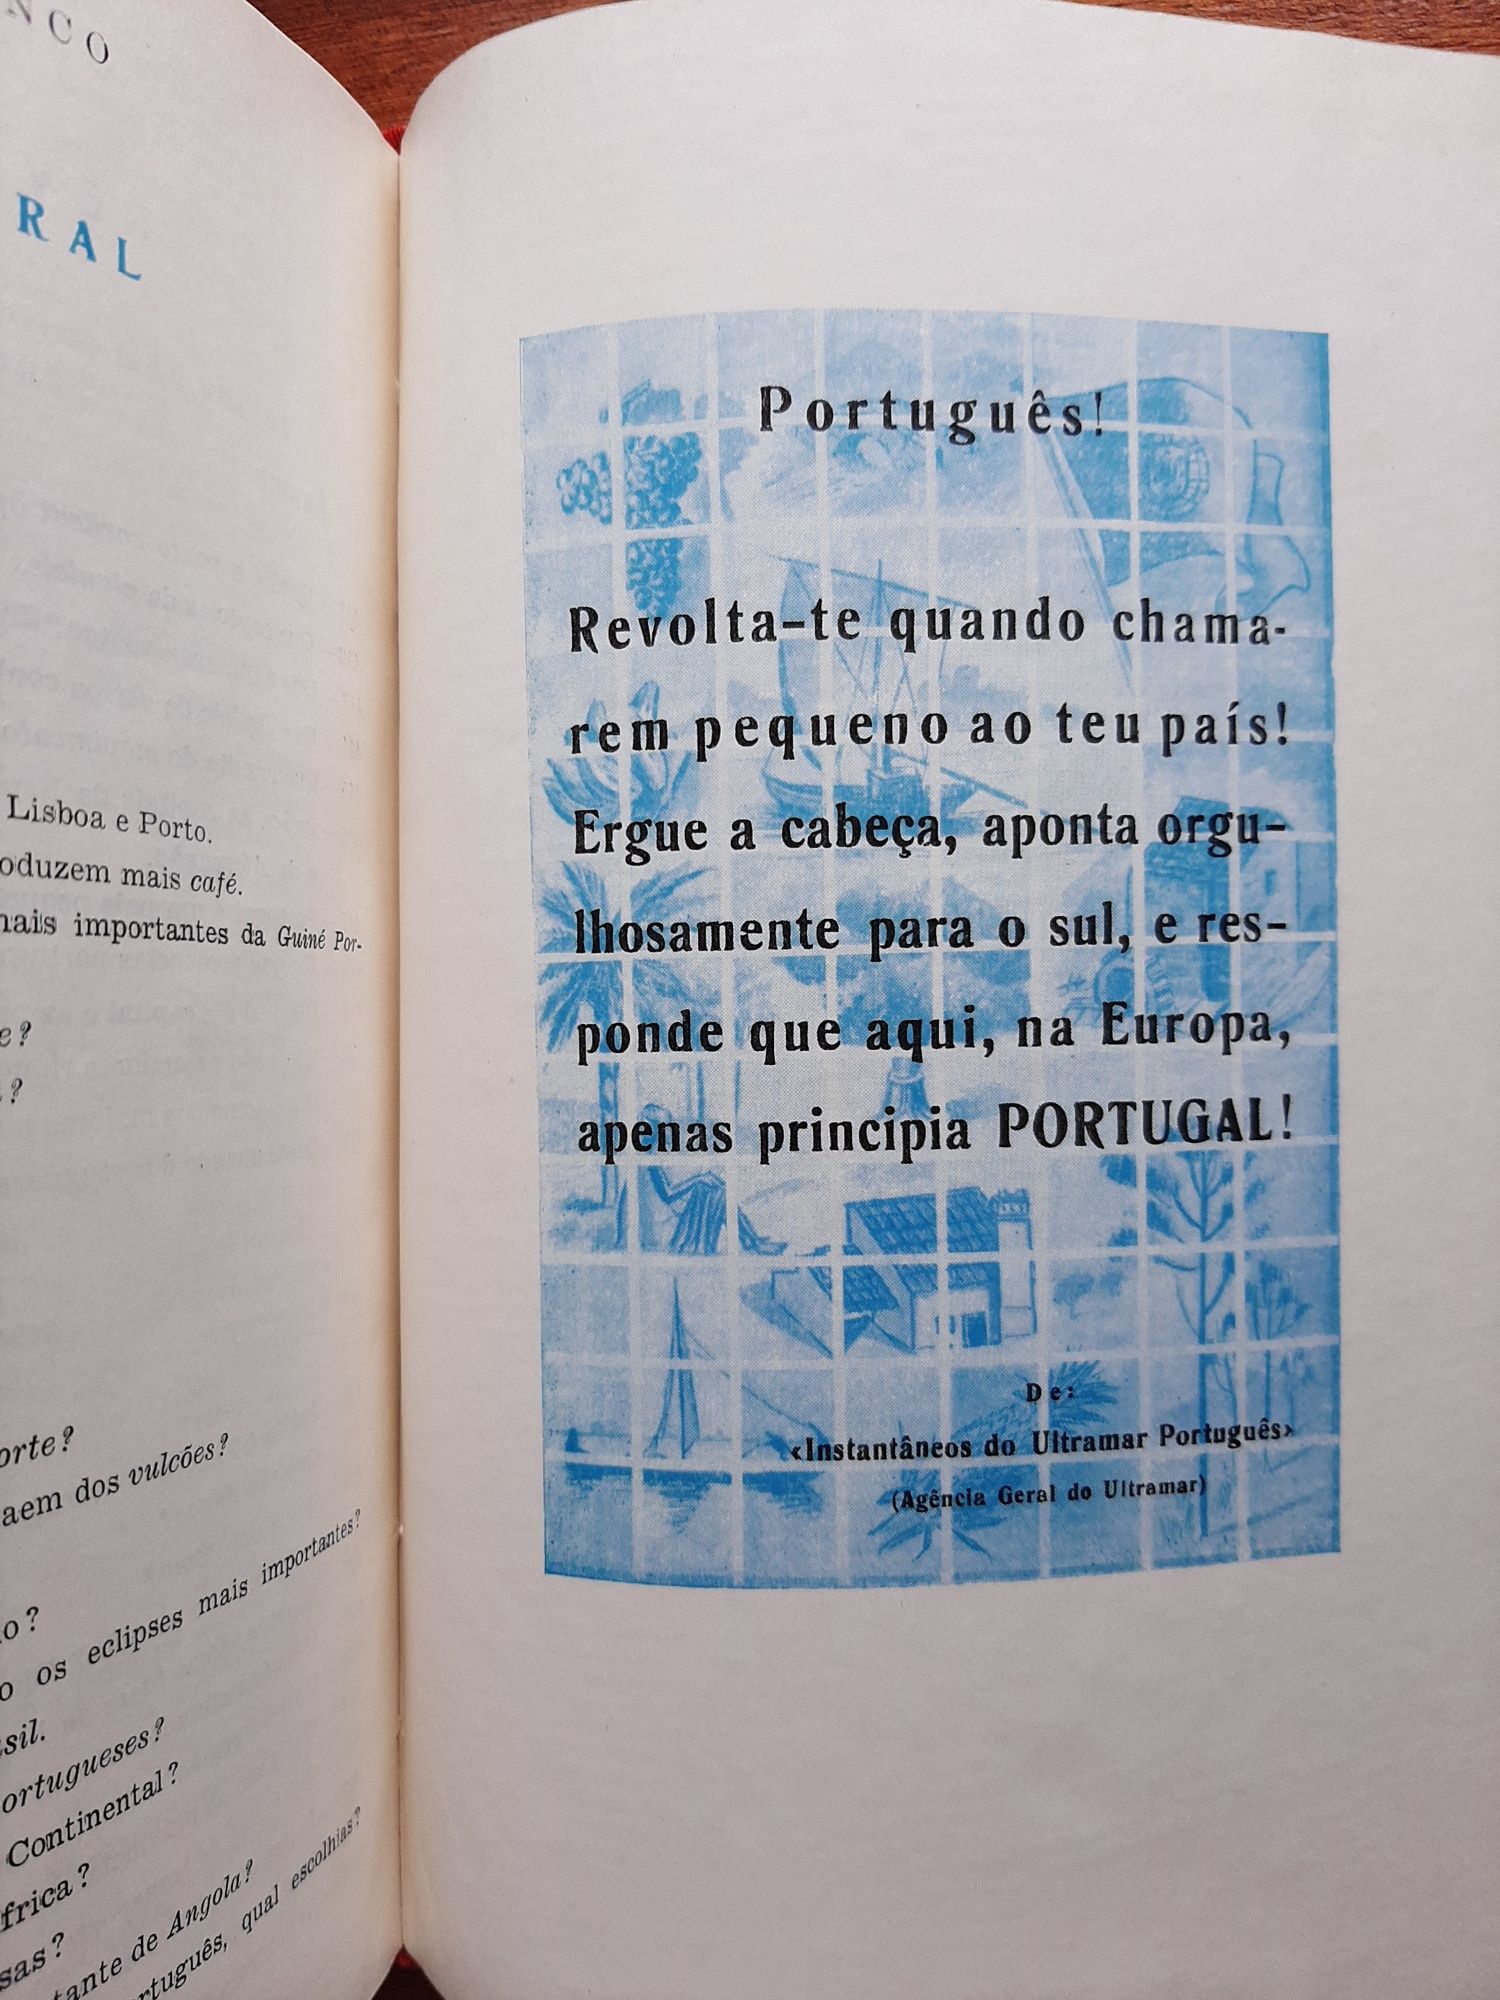 NCO
RAL
Lisboa e Porto.
oduzem mais café.
mais importantes da Guiné Por-
e?
?
orte?
aem dos vulcões?
o?
o os eclipses mais importantes?
sil.
ortugueses?
Continental?
frica?
sas?
tante de Angola?
rtuguês, qual escolhias?
Português!
Revolta-te quando chama-
rem pequeno ao teu país!
Ergue a cabeça, aponta orgu-
lhosamente para o sul, e res-
ponde que aqui, na Europa,
apenas principia PORTUGAL!
De:
«Instantâneos do Ultramar Português»
(Agência Geral do Ultramar)